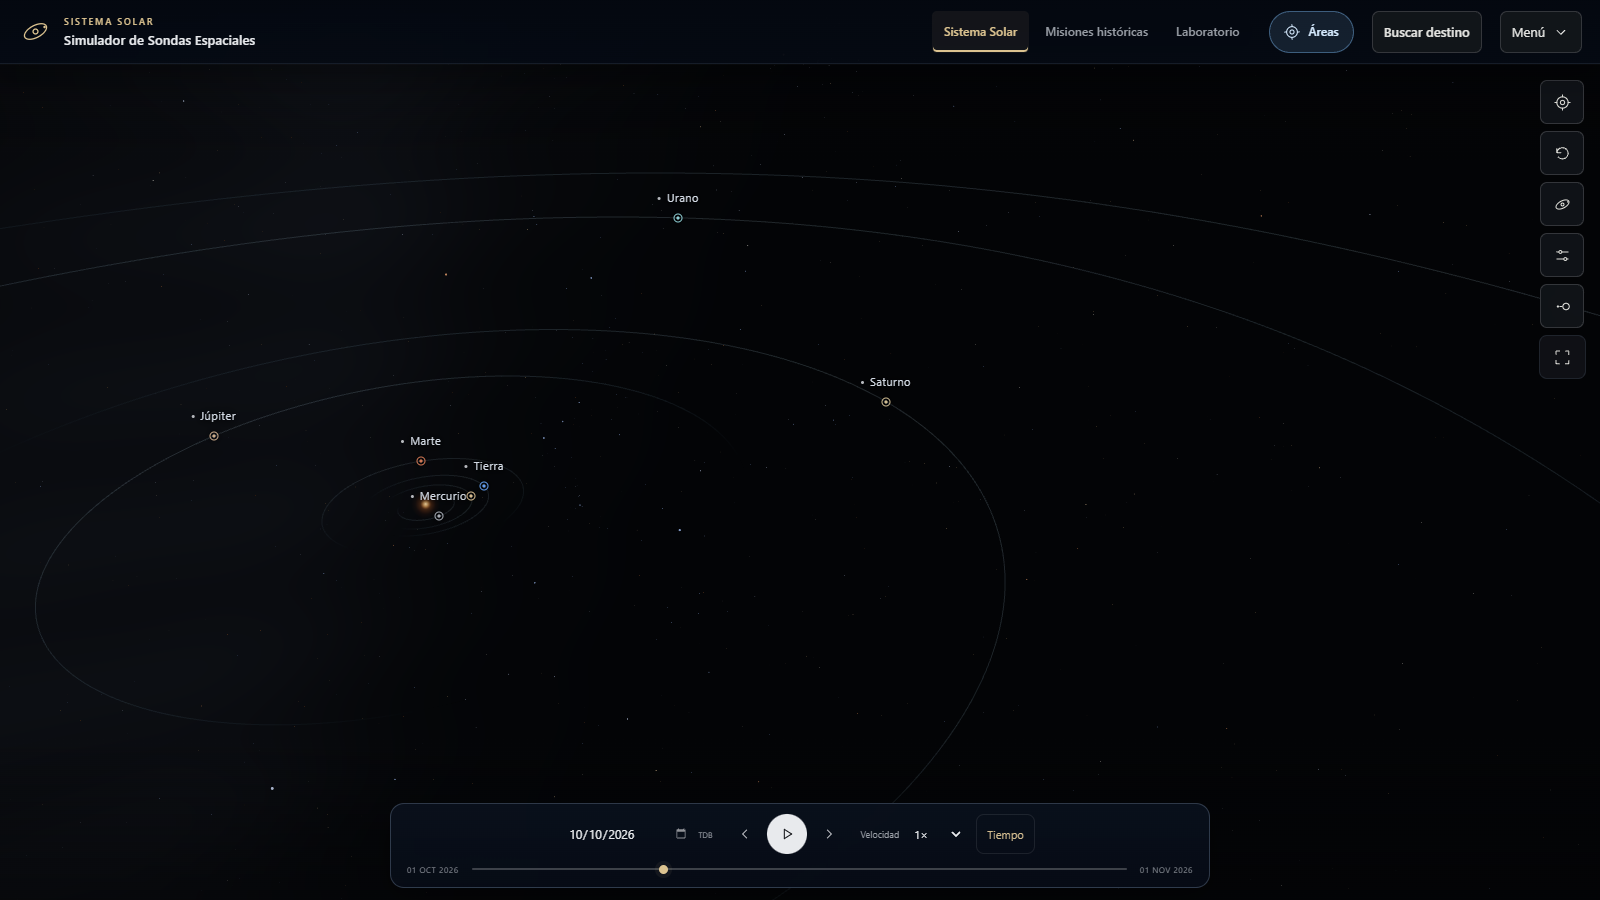 SISTEMA SOLAR
Simulador de Sondas Espaciales
Sistema Solar
Misiones históricas
Laboratorio
Áreas
Buscar destino
Menú
Urano
Saturno
Júpiter
Marte
Tierra
Mercurio
10/10/2026
TDB
Velocidad
1×
Tiempo
01 OCT 2026
01 NOV 2026